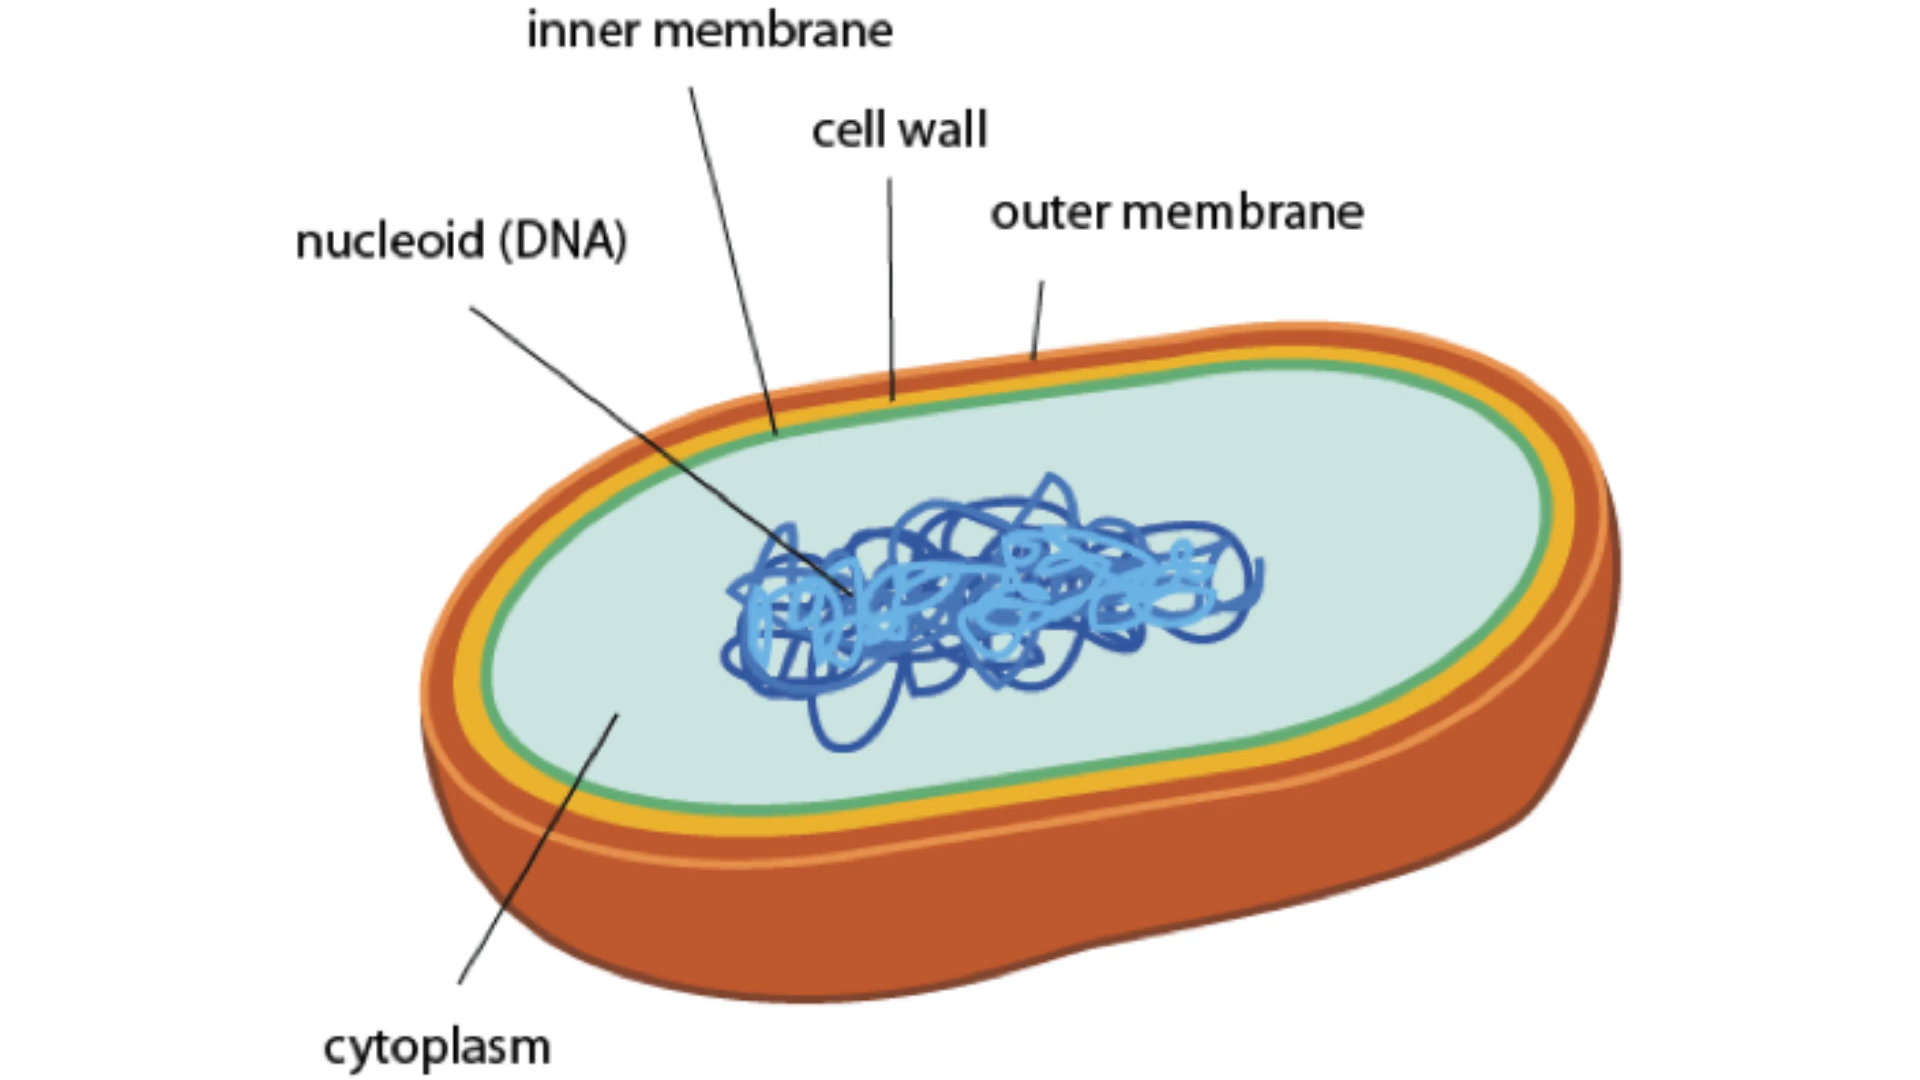 inner membrane
cell wall
outer membrane
nucleoid (DNA)
cytoplasm